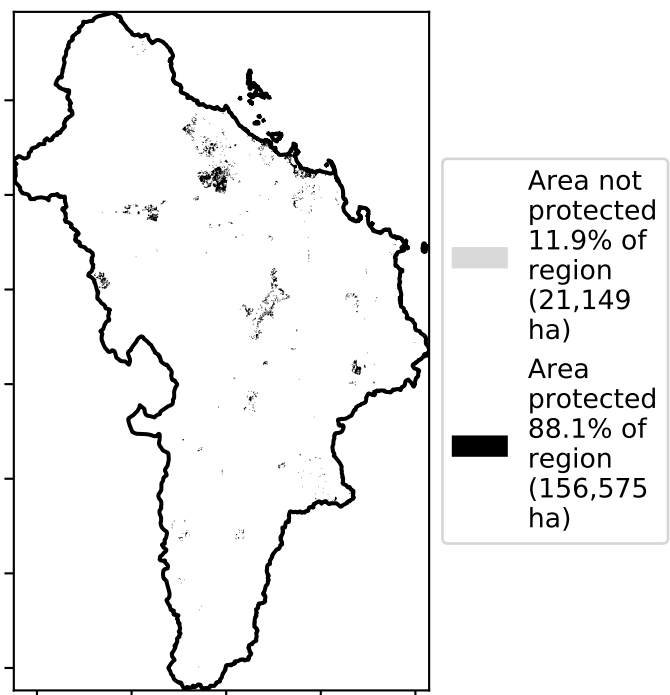 Area not
protected
11.9% of
region
(21,149
ha)
Area
protected
88.1% of
region
(156,575
ha)